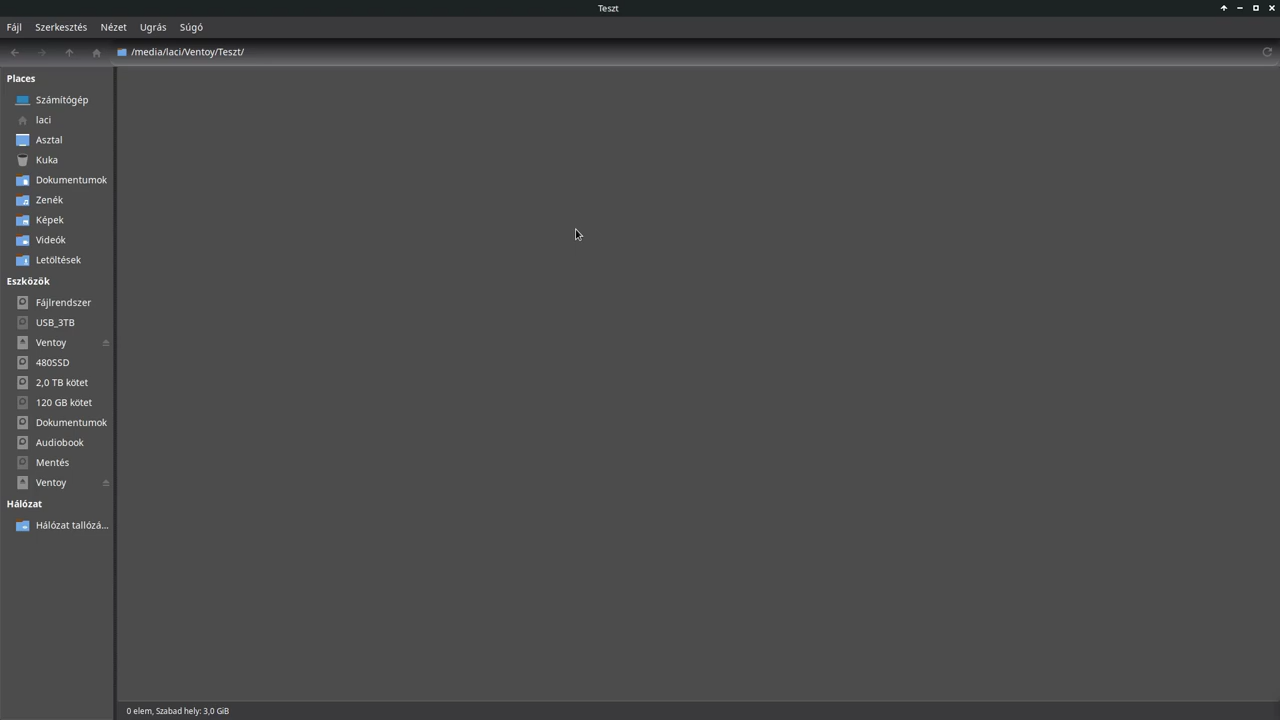 Teszt
Fájl Szerkesztés Nézet Ugrás Súgó
/media/laci/Ventoy/Teszt/
Places
Számítógép
laci
Asztal
Kuka
Dokumentumok
Zenék
Képek
Videók
Letöltések
Eszközök
Fájlrendszer
USB_3TB
Ventoy
480SSD
2,0 TB kötet
120 GB kötet
Dokumentumok
Audiobook
Mentés
Ventoy
Hálózat
Hálózat tallózá...
0 elem, Szabad hely: 3,0 GiB